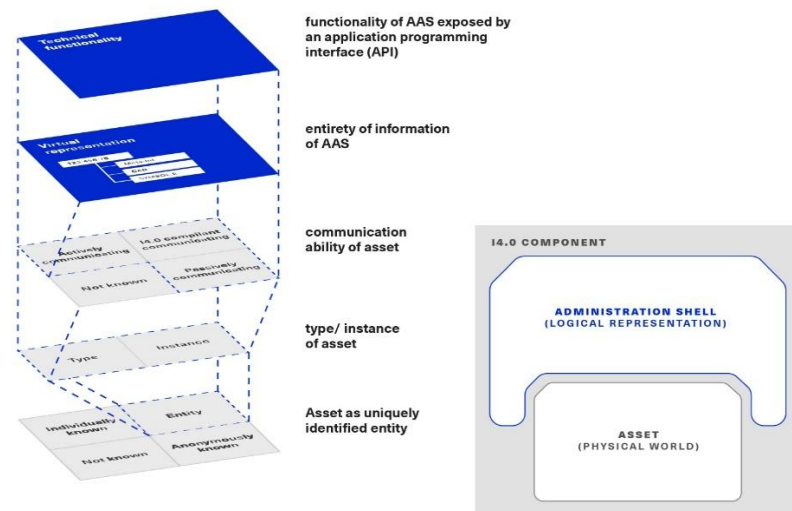 Technical
functionality
functionality of AAS exposed by
an application programming
interface (API)
Virtual
representation
entirety of information
of AAS
Actively
communicating
I4.0 compliant
communicating
Not known
Passively
communicating
communication
ability of asset
Type
Instance
type/ instance
of asset
Individually
known
Entity
Not known
Anonymously
known
Asset as uniquely
identified entity
I4.0 COMPONENT
ADMINISTRATION SHELL
(LOGICAL REPRESENTATION)
ASSET
(PHYSICAL WORLD)